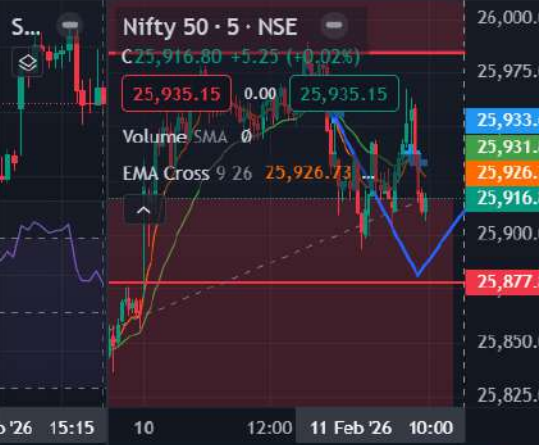 S...
Nifty 50 · 5 · NSE
C25,916.80 +5.25 (+0.02%)
25,935.15 0.00 25,935.15
Volume SMA Ø
EMA Cross 9 26 25,926.73 ...
26,000.
25,975.
25,933.
25,931.
25,926.
25,916.
25,900.
25,877.
25,850.
25,825.
'26 15:15 10 12:00 11 Feb '26 10:00